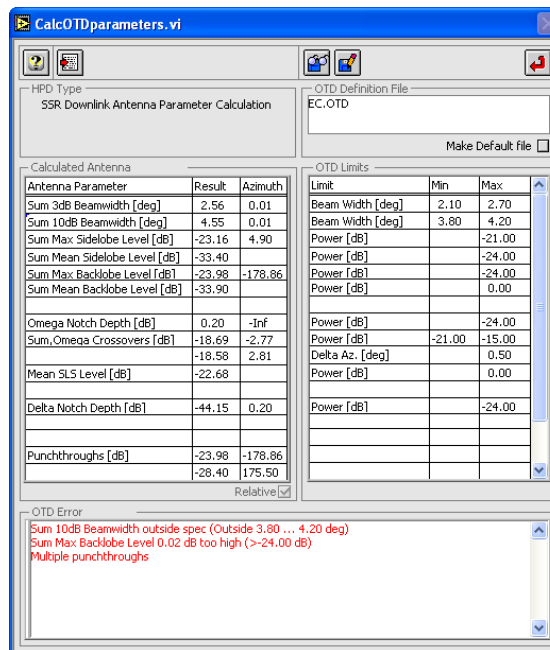 CalcOTDparameters.vi
HPD Type
SSR Downlink Antenna Parameter Calculation
OTD Definition File
EC.OTD
Make Default file
Calculated Antenna
Antenna Parameter Result Azimuth
Sum 3dB Beamwidth [deg] 2.56 0.01
Sum 10dB Beamwidth [deg] 4.55 0.01
Sum Max Sidelobe Level [dB] -23.16 4.90
Sum Mean Sidelobe Level [dB] -33.40
Sum Max Backlobe Level [dB] -23.98 -178.86
Sum Mean Backlobe Level [dB] -33.90
Omega Notch Depth [dB] 0.20 -Inf
Sum,Omega Crossovers [dB] -18.69 -2.77
-18.58 2.81
Mean SLS Level [dB] -22.68
Delta Notch Depth [dB] -44.15 0.20
Punchthroughs [dB] -23.98 -178.86
-28.40 175.50
Relative
OTD Limits
Limit Min Max
Beam Width [deg] 2.10 2.70
Beam Width [deg] 3.80 4.20
Power [dB] -21.00
Power [dB] -24.00
Power [dB] -24.00
Power [dB] 0.00
Power [dB] -24.00
Power [dB] -21.00 -15.00
Delta Az. [deg] 0.50
Power [dB] 0.00
Power [dB] -24.00
OTD Error
Sum 10dB Beamwidth outside spec (Outside 3.80 ... 4.20 deg)
Sum Max Backlobe Level 0.02 dB too high (>-24.00 dB)
Multiple punchthroughs